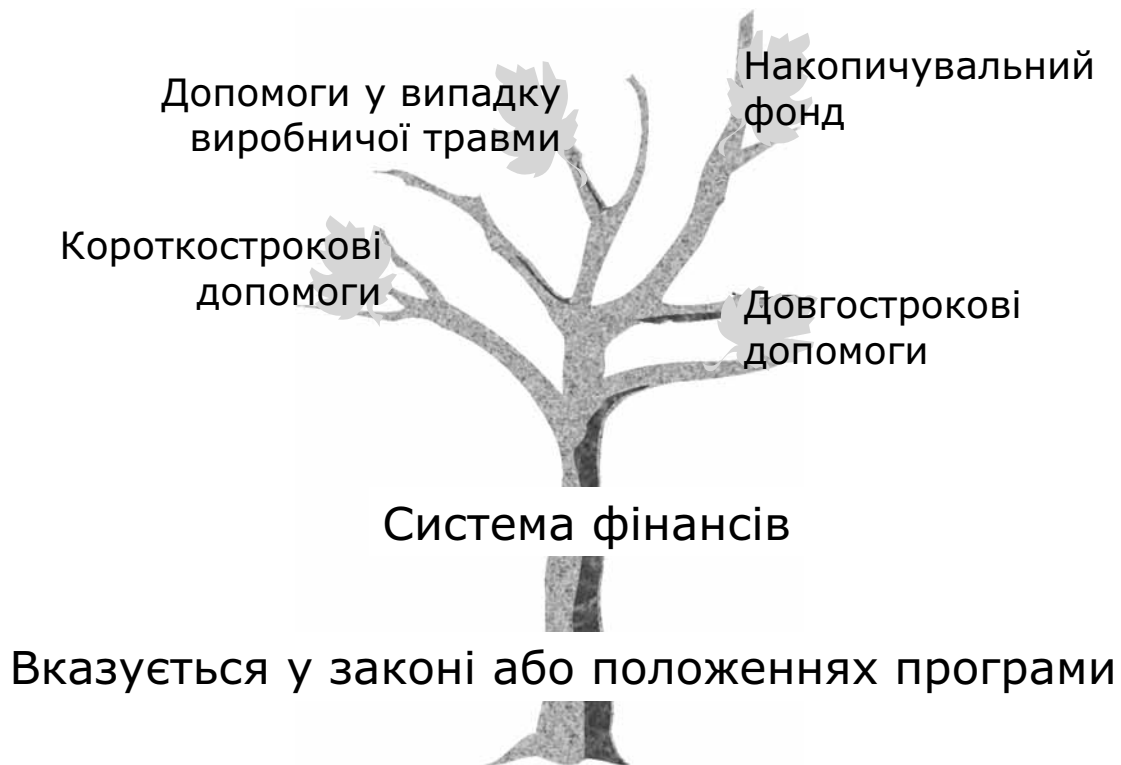 Накопичувальний
фонд
Допомоги у випадку
виробничої травми
Короткострокові
допомоги
Довгострокові
допомоги
Система фінансів
Вказується у законі або положеннях програми